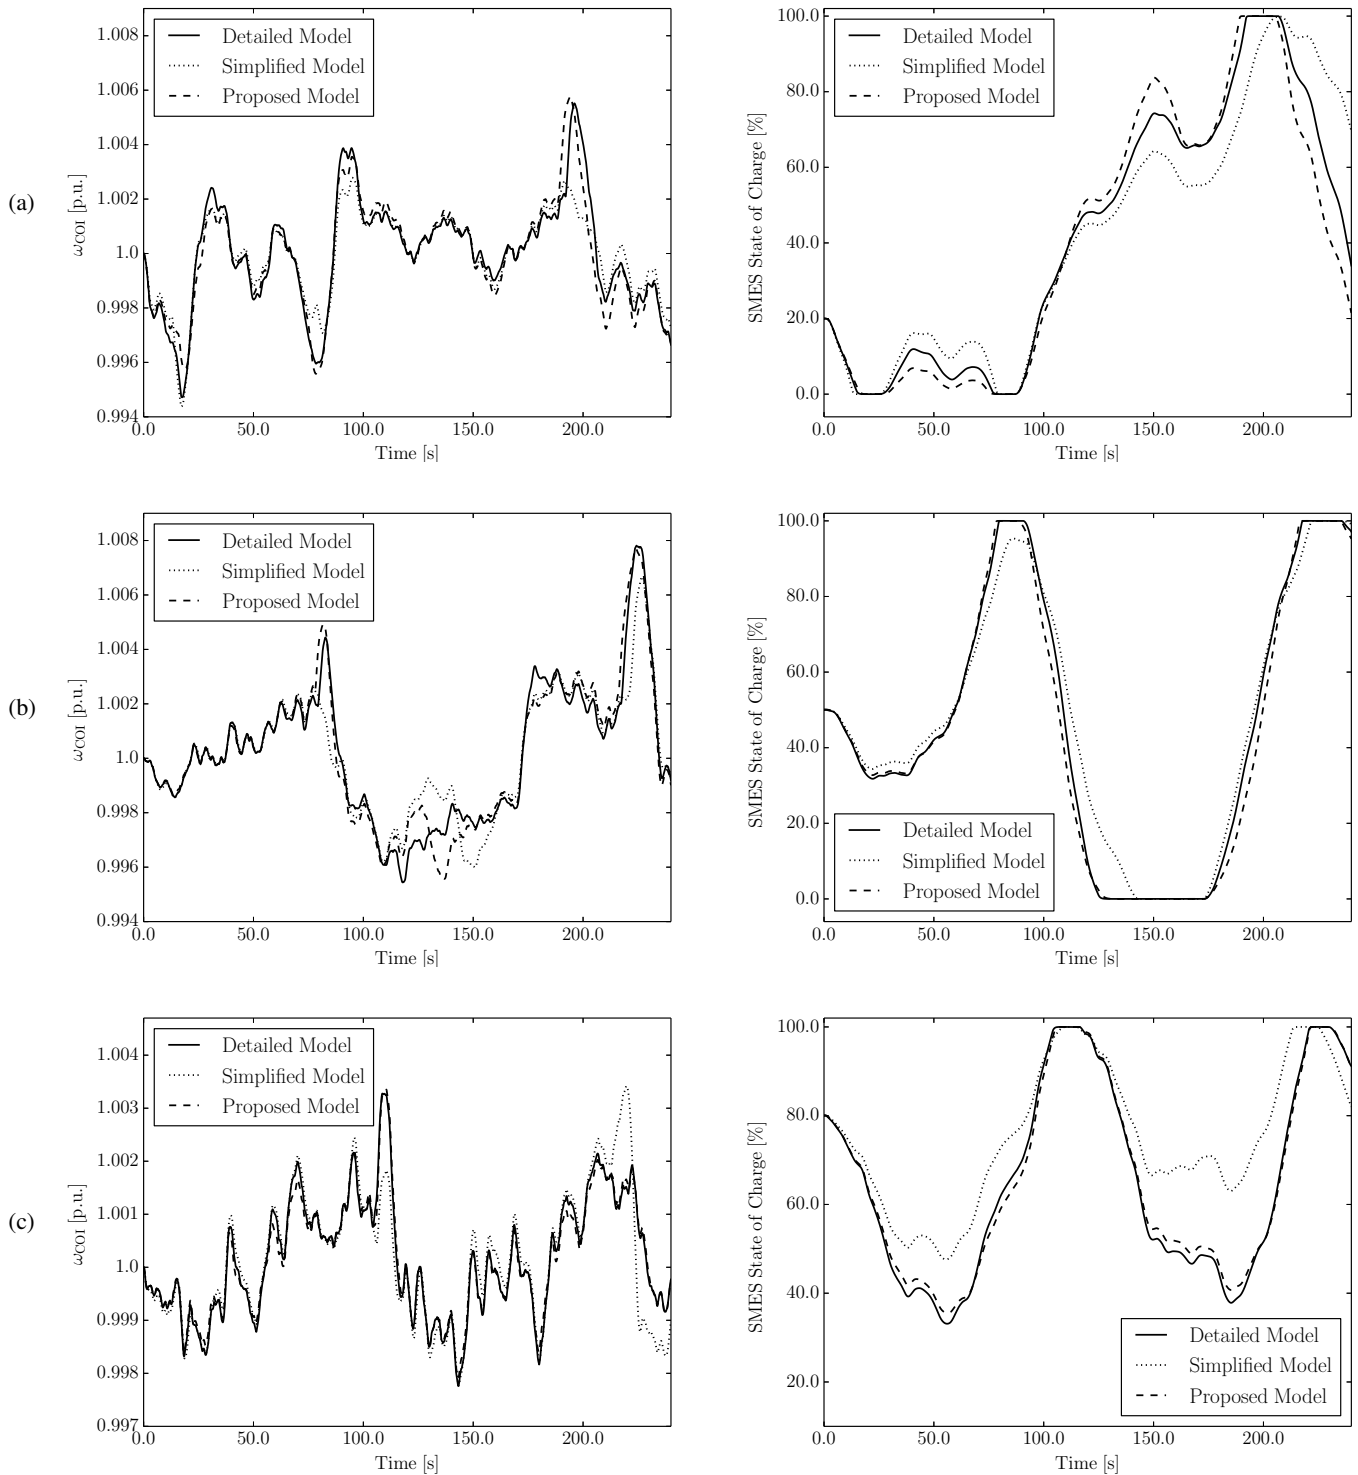 (a)
1.008
1.006
1.004
1.002
1.0
0.998
0.996
0.994
ω_COI [p.u.]
Detailed Model
Simplified Model
Proposed Model
0.0 50.0 100.0 150.0 200.0
Time [s]
100.0
80.0
60.0
40.0
20.0
0.0
SMES State of Charge [%]
Detailed Model
Simplified Model
Proposed Model
0.0 50.0 100.0 150.0 200.0
Time [s]
(b)
1.008
1.006
1.004
1.002
1.0
0.998
0.996
0.994
ω_COI [p.u.]
Detailed Model
Simplified Model
Proposed Model
0.0 50.0 100.0 150.0 200.0
Time [s]
100.0
80.0
60.0
40.0
20.0
0.0
SMES State of Charge [%]
Detailed Model
Simplified Model
Proposed Model
0.0 50.0 100.0 150.0 200.0
Time [s]
(c)
1.004
1.003
1.002
1.001
1.0
0.999
0.998
0.997
ω_COI [p.u.]
Detailed Model
Simplified Model
Proposed Model
0.0 50.0 100.0 150.0 200.0
Time [s]
100.0
80.0
60.0
40.0
20.0
SMES State of Charge [%]
Detailed Model
Simplified Model
Proposed Model
0.0 50.0 100.0 150.0 200.0
Time [s]